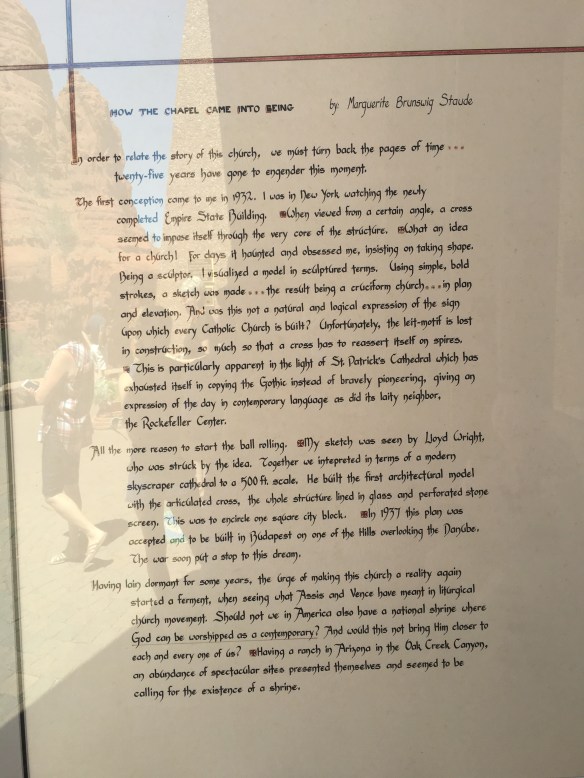 HOW THE CHAPEL CAME INTO BEING by: Marguerite Brunswig Staude
In order to relate the story of this church, we must turn back the pages of time •••
twenty-five years have gone to engender this moment.
The first conception come to me in 1932. I was in New York watching the newly
completed Empire State Building. When viewed from a certain angle, a cross
seemed to impose itself through the very core of the structure. What an idea
for a church! For days it haunted and obsessed me, insisting on taking shape.
Being a sculptor, I visualized a model in sculptured terms. Using simple, bold
strokes, a sketch was made ••• the result being a cruciform church ••• in plan
and elevation. And was this not a natural and logical expression of the sign
upon which every Catholic Church is built? Unfortunately, the leit-motif is lost
in construction, so much so that a cross has to reassert itself on spires.
This is particularly apparent in the light of St. Patrick's Cathedral which has
exhausted itself in copying the Gothic instead of bravely pioneering, giving an
expression of the day in contemporary language as did its laity neighbor,
the Rockefeller Center.
All the more reason to start the ball rolling. My sketch was seen by Lloyd Wright,
who was struck by the idea. Together we intepreted in terms of a modern
skyscraper cathedral to a 500 ft. scale. He built the first architectural model
with the articulated cross, the whole structure lined in glass and perforated stone
screen. This was to encircle one square city block. In 1937 this plan was
accepted and to be built in Budapest on one of the Hills overlooking the Danube.
The war soon put a stop to this dream.
Having lain dormant for some years, the urge of making this church a reality again
started a ferment, when seeing what Assis and Vence have meant in liturgical
church movement. Should not we in America also have a national shrine where
God can be worshipped as a contemporary? And would this not bring Him closer to
each and every one of us? Having a ranch in Arizona in the Oak Creek Canyon,
an abundance of spectacular sites presented themselves and seemed to be
calling for the existence of a shrine.